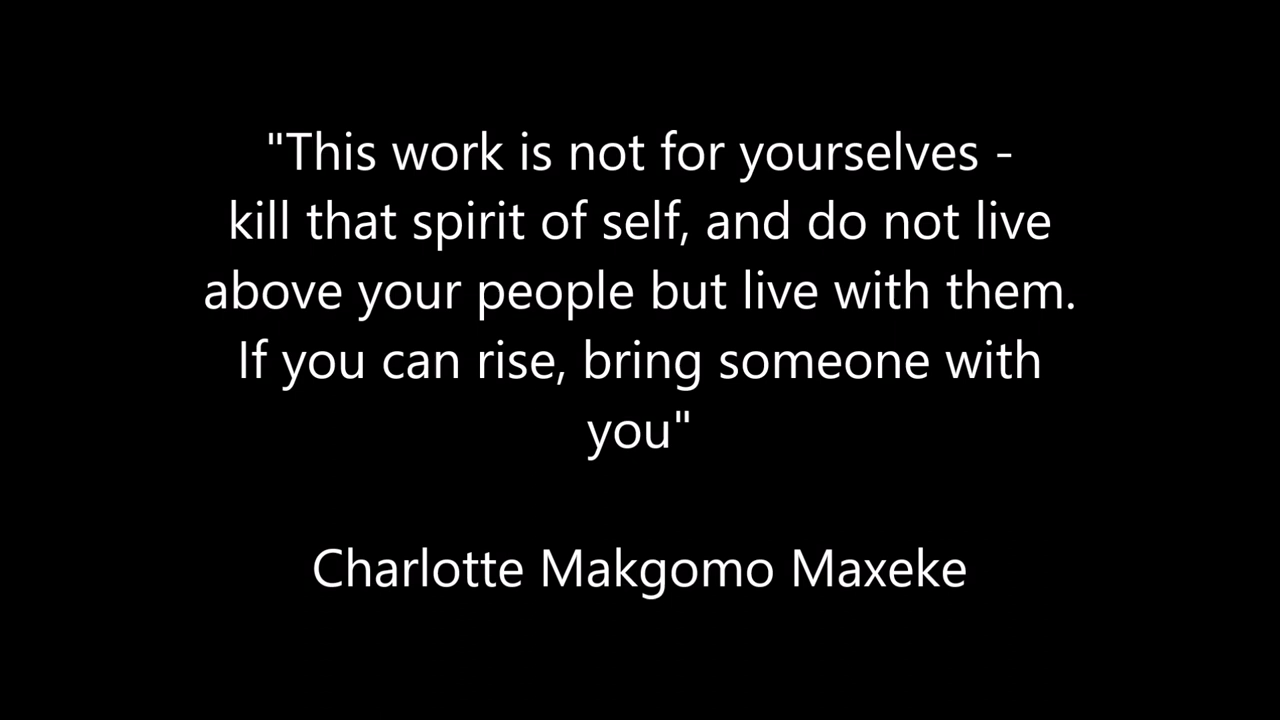 "This work is not for yourselves -
kill that spirit of self, and do not live
above your people but live with them.
If you can rise, bring someone with
you"
Charlotte Makgomo Maxeke